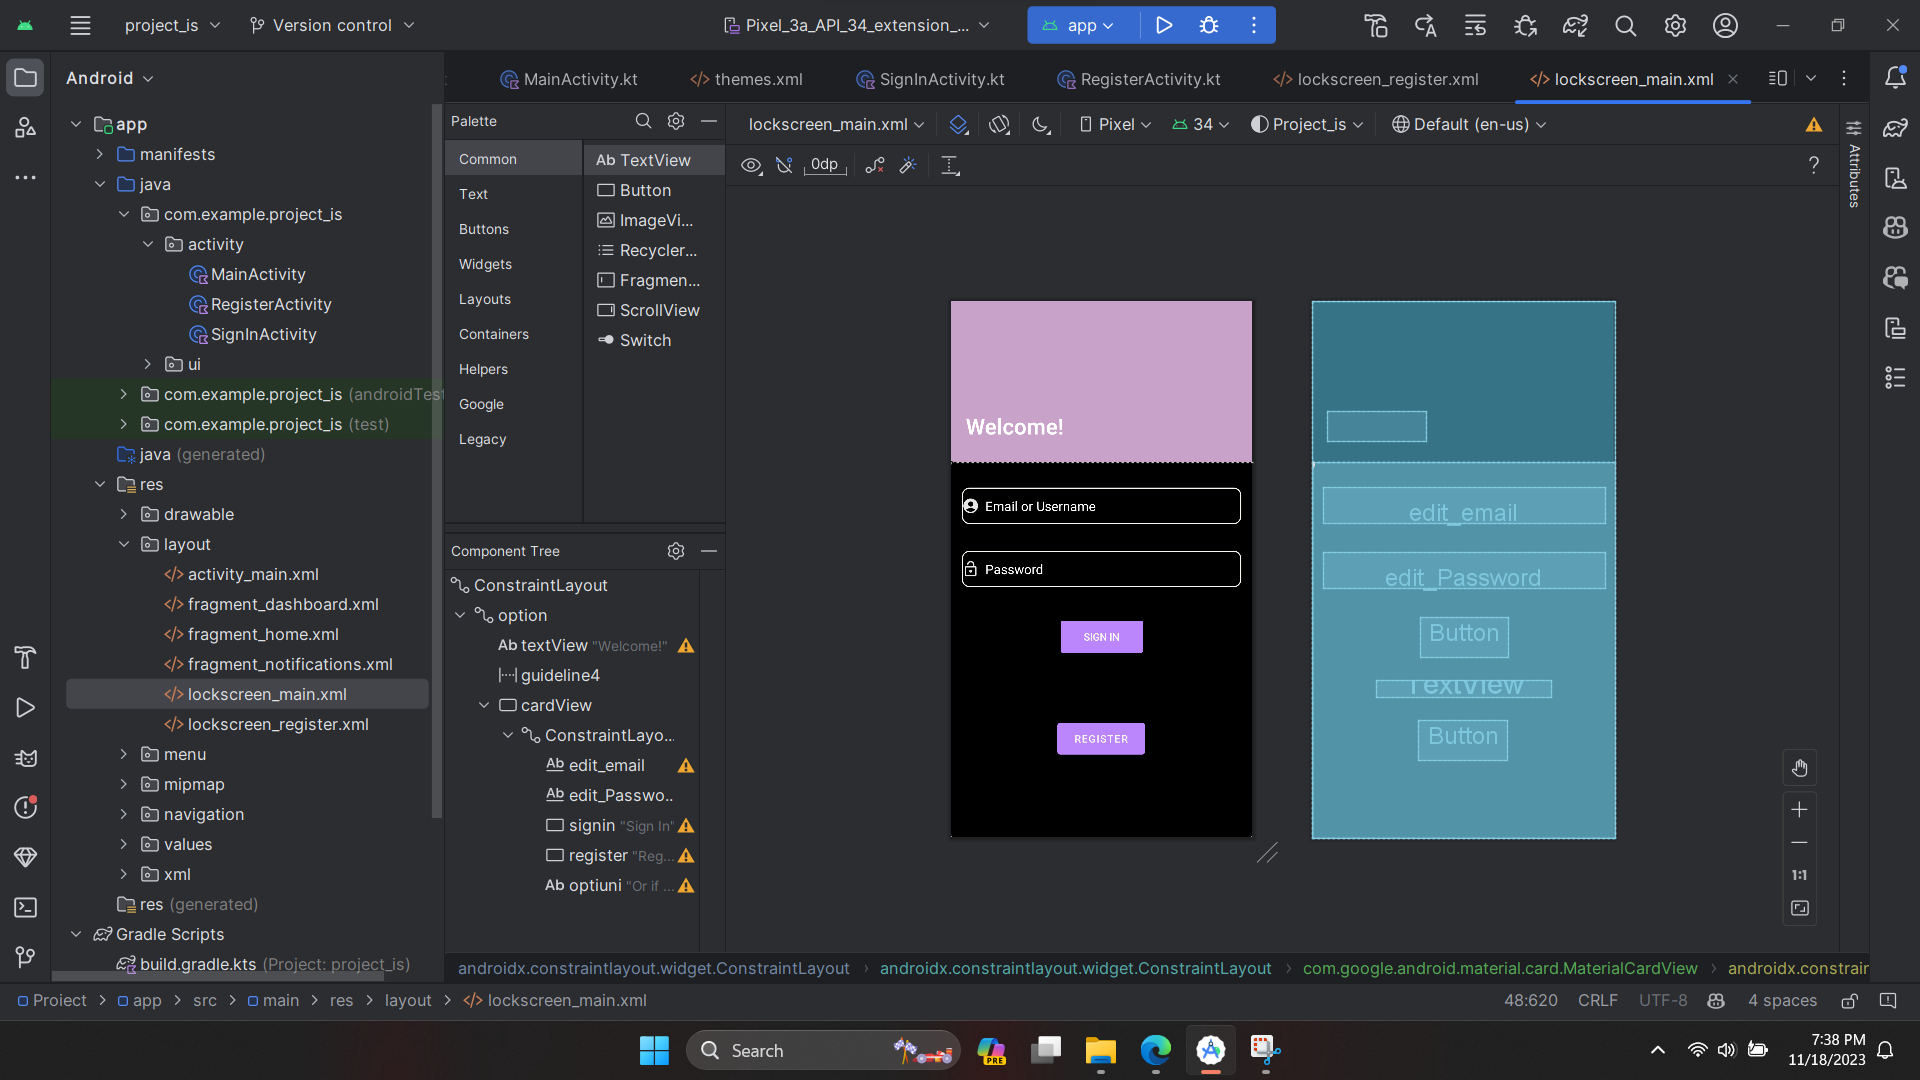 project_is
Version control
Pixel_3a_API_34_extension_...
app
Android
MainActivity.kt
themes.xml
SignInActivity.kt
RegisterActivity.kt
lockscreen_register.xml
lockscreen_main.xml
app
manifests
java
com.example.project_is
activity
MainActivity
RegisterActivity
SignInActivity
ui
com.example.project_is (androidTest
com.example.project_is (test)
java (generated)
res
drawable
layout
activity_main.xml
fragment_dashboard.xml
fragment_home.xml
fragment_notifications.xml
lockscreen_main.xml
lockscreen_register.xml
menu
mipmap
navigation
values
xml
res (generated)
Gradle Scripts
build.gradle.kts (Project: project_is)
Palette
Common
Text
Buttons
Widgets
Layouts
Containers
Helpers
Google
Legacy
Ab TextView
Button
ImageVi...
Recycler...
Fragmen...
ScrollView
Switch
Component Tree
ConstraintLayout
option
Ab textView "Welcome!"
guideline4
cardView
ConstraintLayo..
Ab edit_email
Ab edit_Passwo..
signin "Sign In"
register "Reg...
Ab optiuni "Or if ...
lockscreen_main.xml
Pixel
34
Project_is
Default (en-us)
0dp
?
Attributes
Welcome!
Email or Username
Password
SIGN IN
REGISTER
edit_email
edit_Password
Button
TextView
Button
1:1
androidx.constraintlayout.widget.ConstraintLayout
androidx.constraintlayout.widget.ConstraintLayout
com.google.android.material.card.MaterialCardView
androidx.constrain
Project
app
src
main
res
layout
lockscreen_main.xml
48:620
CRLF
UTF-8
4 spaces
Search
PRE
7:38 PM
11/18/2023